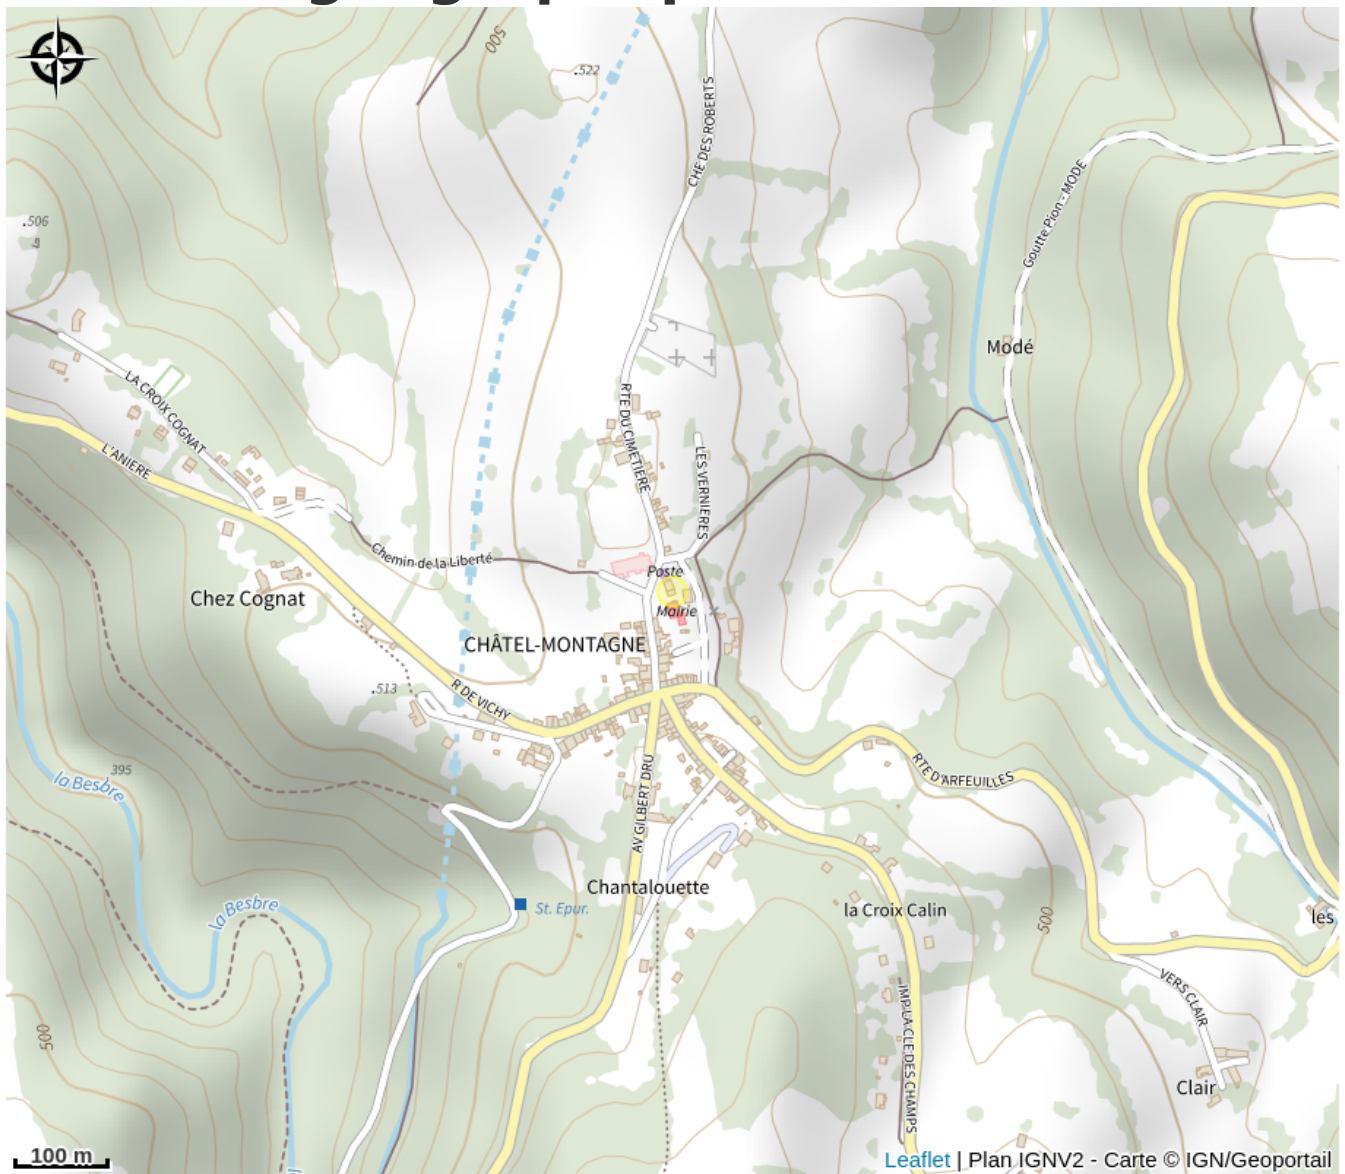 500
.522
CHE DES ROBERTS
Goutte Pion - MODE
.506
Modé
LA CROIX COGNAT
RTE DU CIMETIERE
L'ANIERE
LES VERNIERES
Chemin de la Liberté
Poste
Chez Cognat
Mairie
CHÂTEL-MONTAGNE
.513
R DE VICHY
395
la Besbre
AV GILBERT DRU
RTE D'ARFEUILLES
Chantalouette
la Besbre
St. Epur.
la Croix Calin
500
les
VERS CLAIR
IMP LA CLE DES CHAMPS
500
Clair
100 m
Leaflet | Plan IGNV2 - Carte © IGN/Geoportail